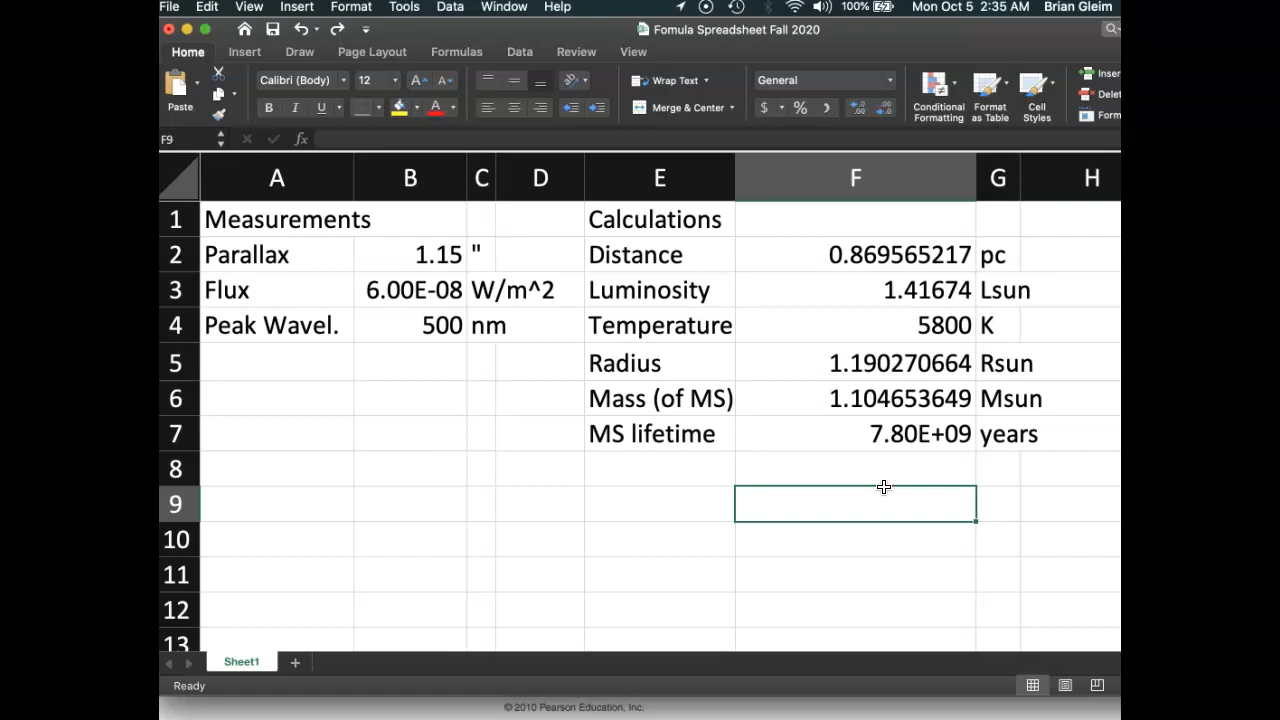 File Edit View Insert Format Tools Data Window Help 100% Mon Oct 5 2:35 AM Brian Gleim
Fomula Spreadsheet Fall 2020
Home Insert Draw Page Layout Formulas Data Review View
Paste Calibri (Body) 12 A^ A˅ Wrap Text General Inser
B I U A Merge & Center $ % Conditional Formatting Format as Table Cell Styles Delet
Form
F9 fx
A B C D E F G H
1 Measurements Calculations
2 Parallax 1.15 " Distance 0.869565217 pc
3 Flux 6.00E-08 W/m^2 Luminosity 1.41674 Lsun
4 Peak Wavel. 500 nm Temperature 5800 K
5 Radius 1.190270664 Rsun
6 Mass (of MS) 1.104653649 Msun
7 MS lifetime 7.80E+09 years
8
9
10
11
12
13
Sheet1 +
Ready
© 2010 Pearson Education, Inc.